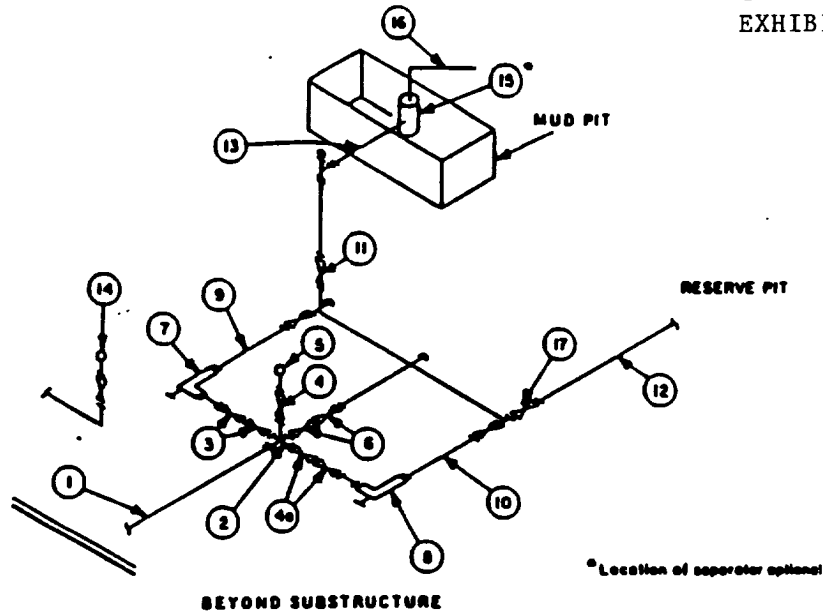 EXHIBI
16
15 *
MUD PIT
13
11
14
9
RESERVE PIT
7
5
17
4
12
3
6
1
2
4a
8
10
* Location of separator optional
BEYOND SUBSTRUCTURE